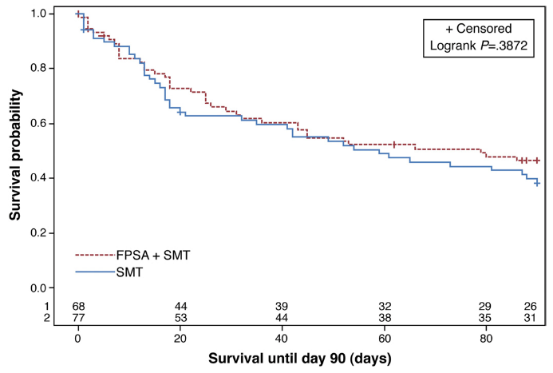 + Censored
Logrank P=.3872
Survival probability
1.0
0.8
0.6
0.4
0.2
0.0
FPSA + SMT
SMT
1 68 44 39 32 29 26
2 77 53 44 38 35 31
0 20 40 60 80
Survival until day 90 (days)